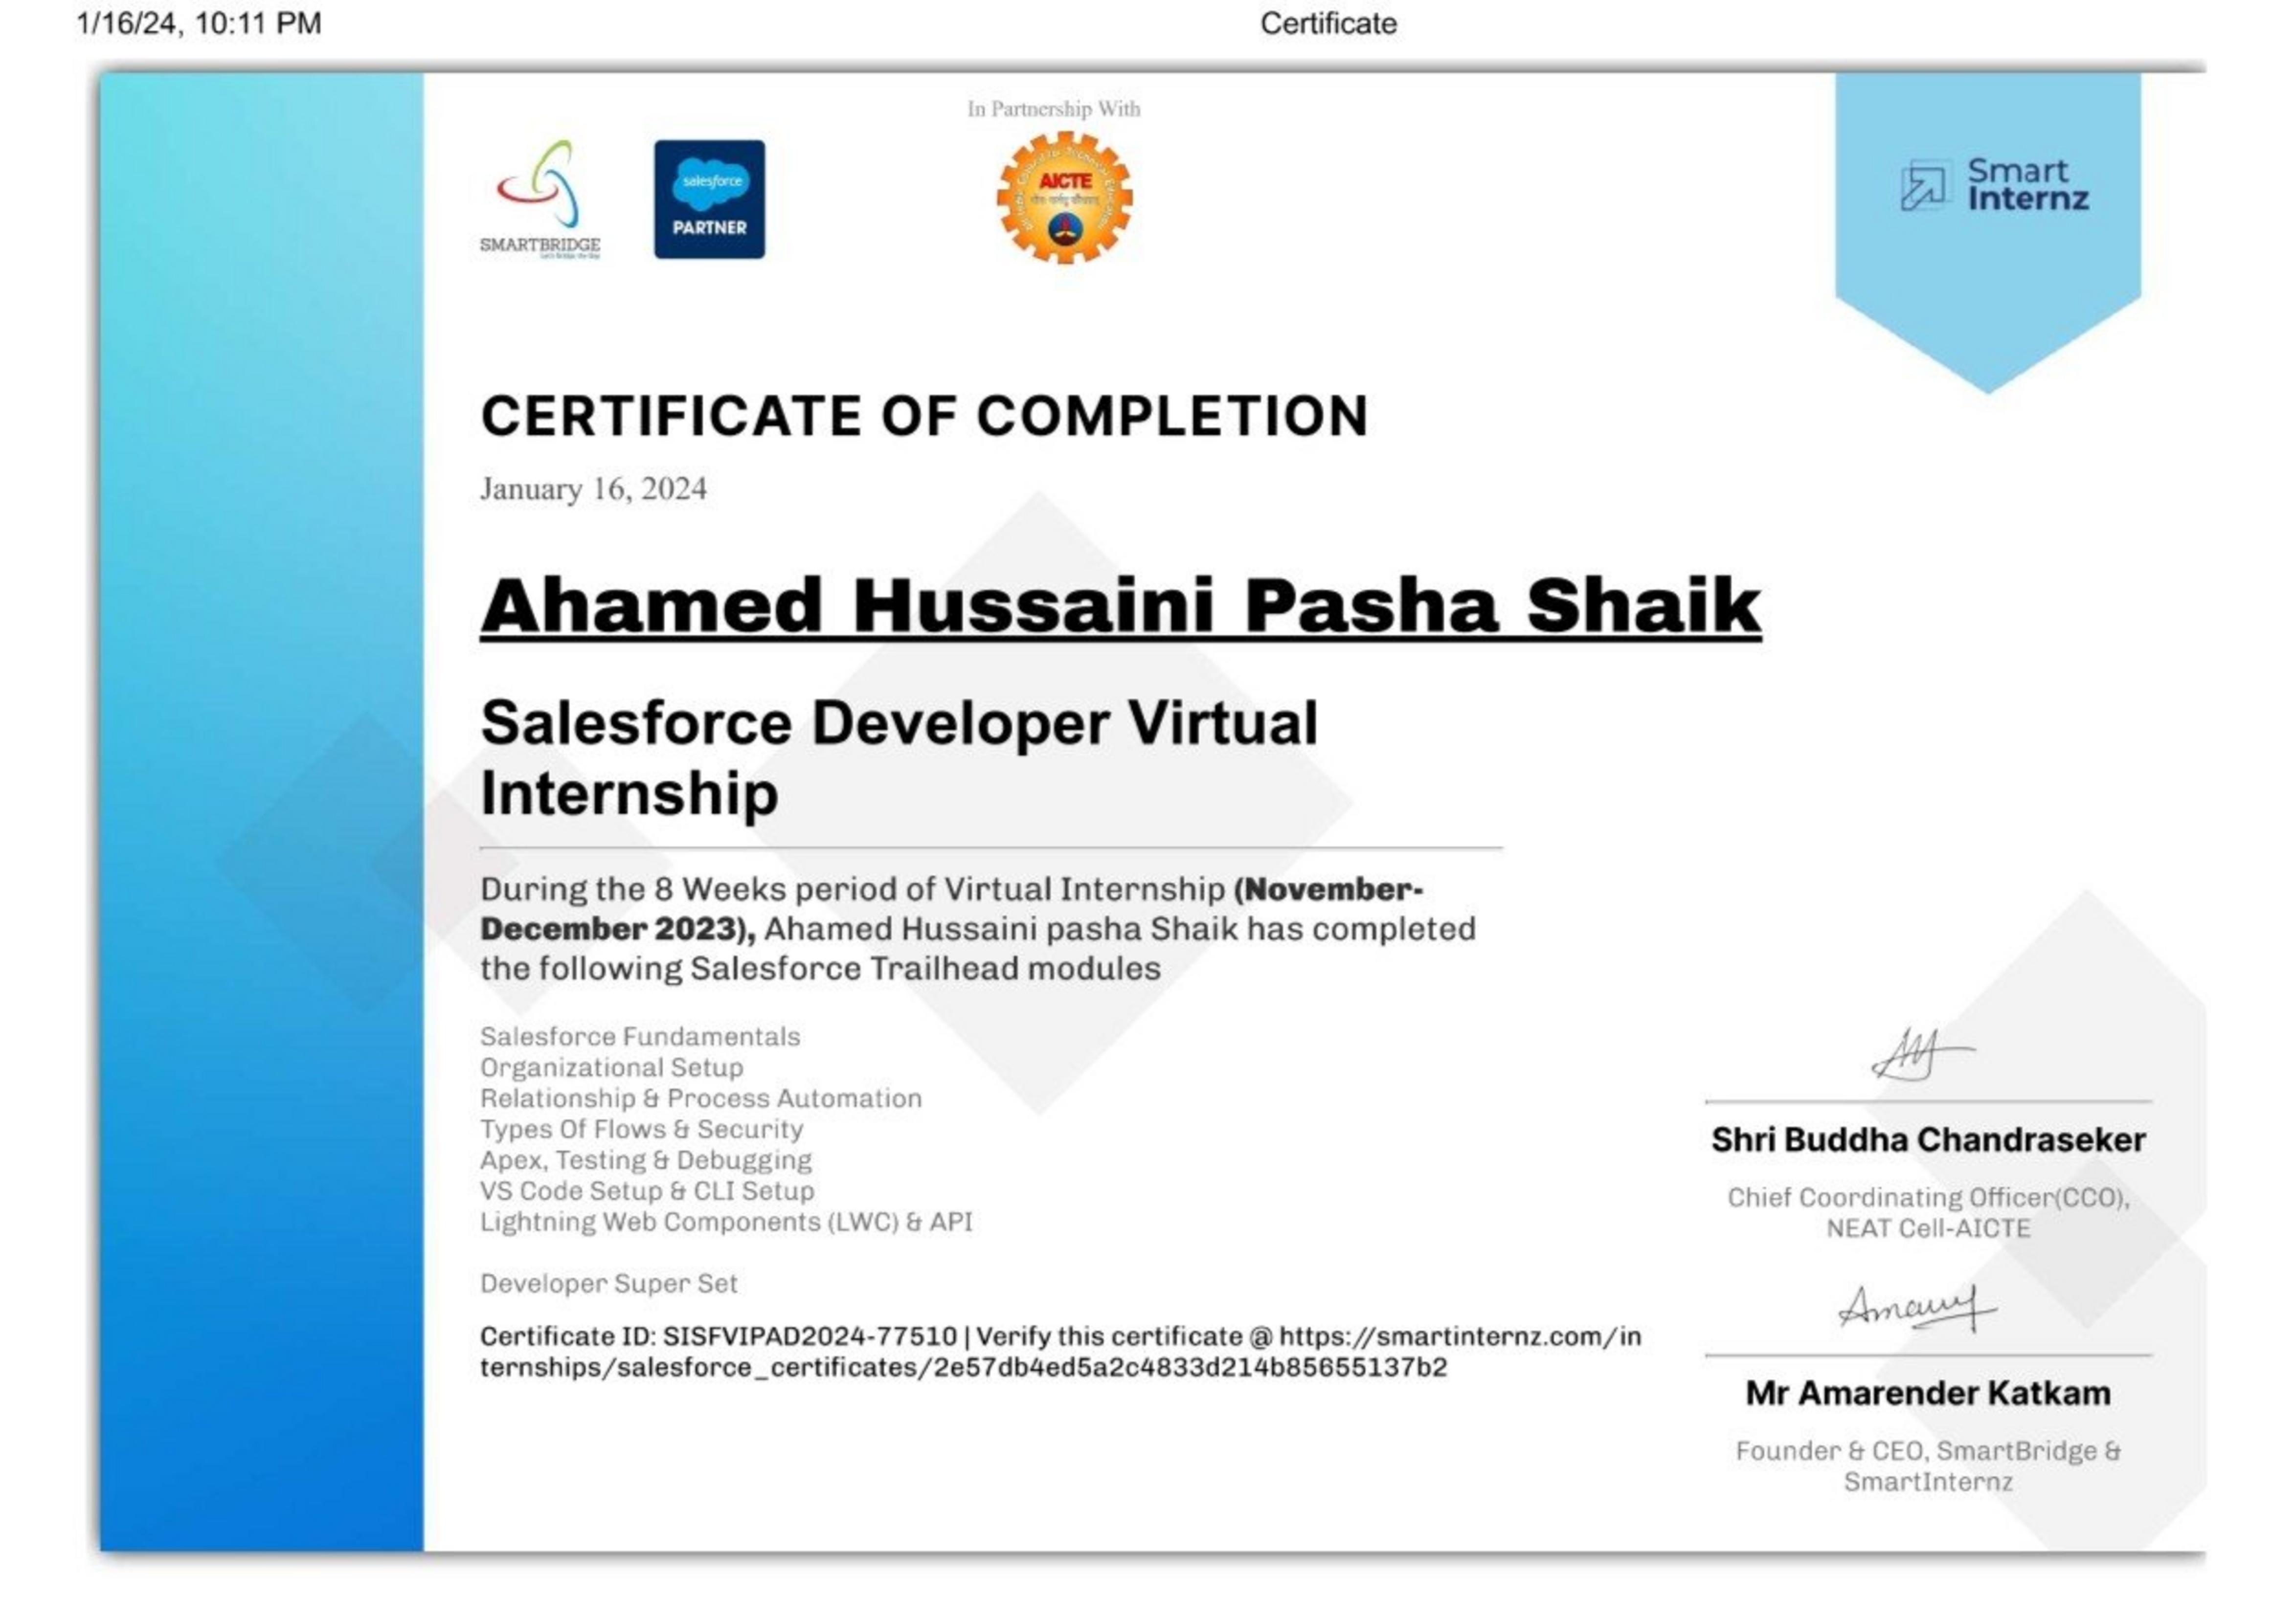 1/16/24, 10:11 PM
Certificate
In Partnership With
SMARTBRIDGE
salesforce
PARTNER
AICTE
Smart
Internz
CERTIFICATE OF COMPLETION
January 16, 2024
Ahamed Hussaini Pasha Shaik
Salesforce Developer Virtual
Internship
During the 8 Weeks period of Virtual Internship (November-
December 2023), Ahamed Hussaini pasha Shaik has completed
the following Salesforce Trailhead modules
Salesforce Fundamentals
Organizational Setup
Relationship & Process Automation
Types Of Flows & Security
Apex, Testing & Debugging
VS Code Setup & CLI Setup
Lightning Web Components (LWC) & API
Developer Super Set
Certificate ID: SISFVIPAD2024-77510 | Verify this certificate @ https://smartinternz.com/in
ternships/salesforce_certificates/2e57db4ed5a2c4833d214b85655137b2
Shri Buddha Chandraseker
Chief Coordinating Officer(CCO),
NEAT Cell-AICTE
Mr Amarender Katkam
Founder & CEO, SmartBridge &
SmartInternz